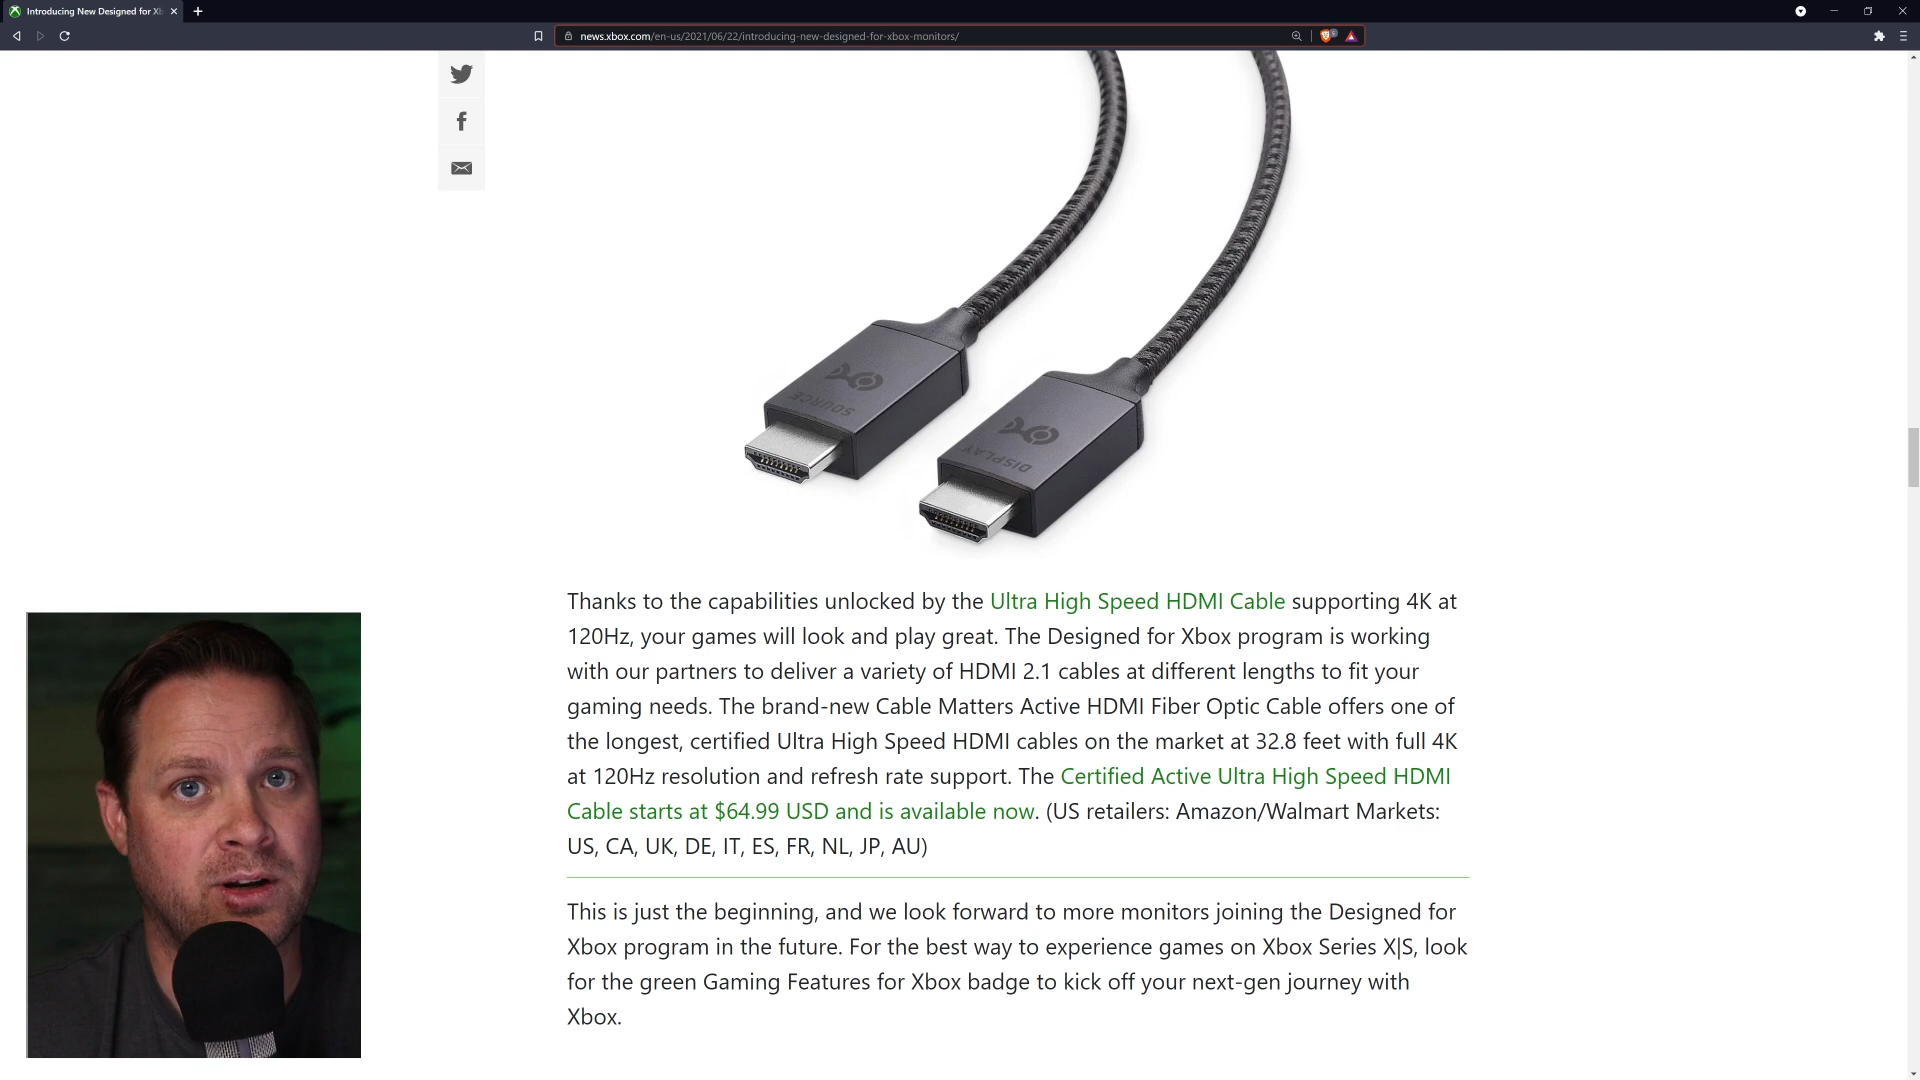 Introducing New Designed for Xb
news.xbox.com/en-us/2021/06/22/introducing-new-designed-for-xbox-monitors/
SOURCE
DISPLAY
Thanks to the capabilities unlocked by the Ultra High Speed HDMI Cable supporting 4K at
120Hz, your games will look and play great. The Designed for Xbox program is working
with our partners to deliver a variety of HDMI 2.1 cables at different lengths to fit your
gaming needs. The brand-new Cable Matters Active HDMI Fiber Optic Cable offers one of
the longest, certified Ultra High Speed HDMI cables on the market at 32.8 feet with full 4K
at 120Hz resolution and refresh rate support. The Certified Active Ultra High Speed HDMI
Cable starts at $64.99 USD and is available now. (US retailers: Amazon/Walmart Markets:
US, CA, UK, DE, IT, ES, FR, NL, JP, AU)
This is just the beginning, and we look forward to more monitors joining the Designed for
Xbox program in the future. For the best way to experience games on Xbox Series X|S, look
for the green Gaming Features for Xbox badge to kick off your next-gen journey with
Xbox.